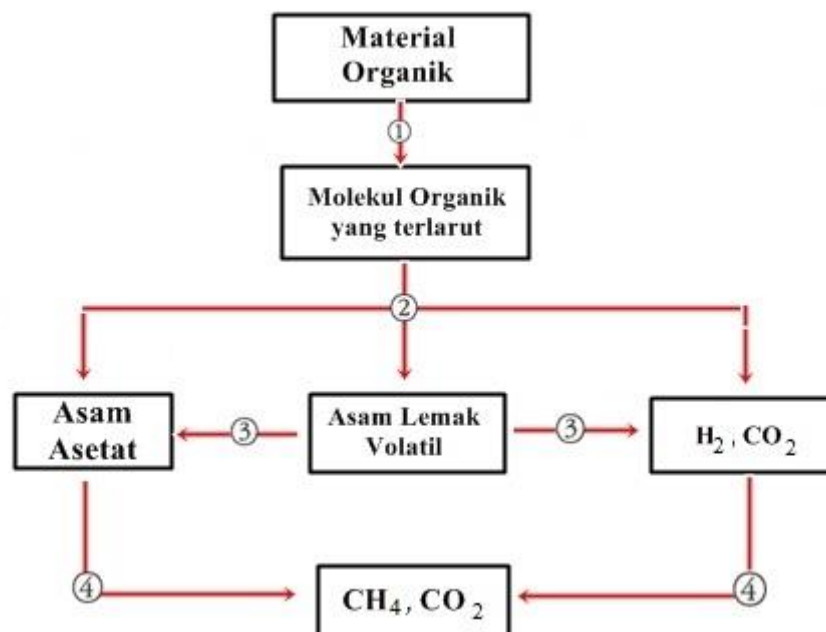 Material
Organik
①
Molekul Organik
yang terlarut
②
Asam
Asetat
③
Asam Lemak
Volatil
③
H₂, CO₂
④
CH₄, CO₂
④